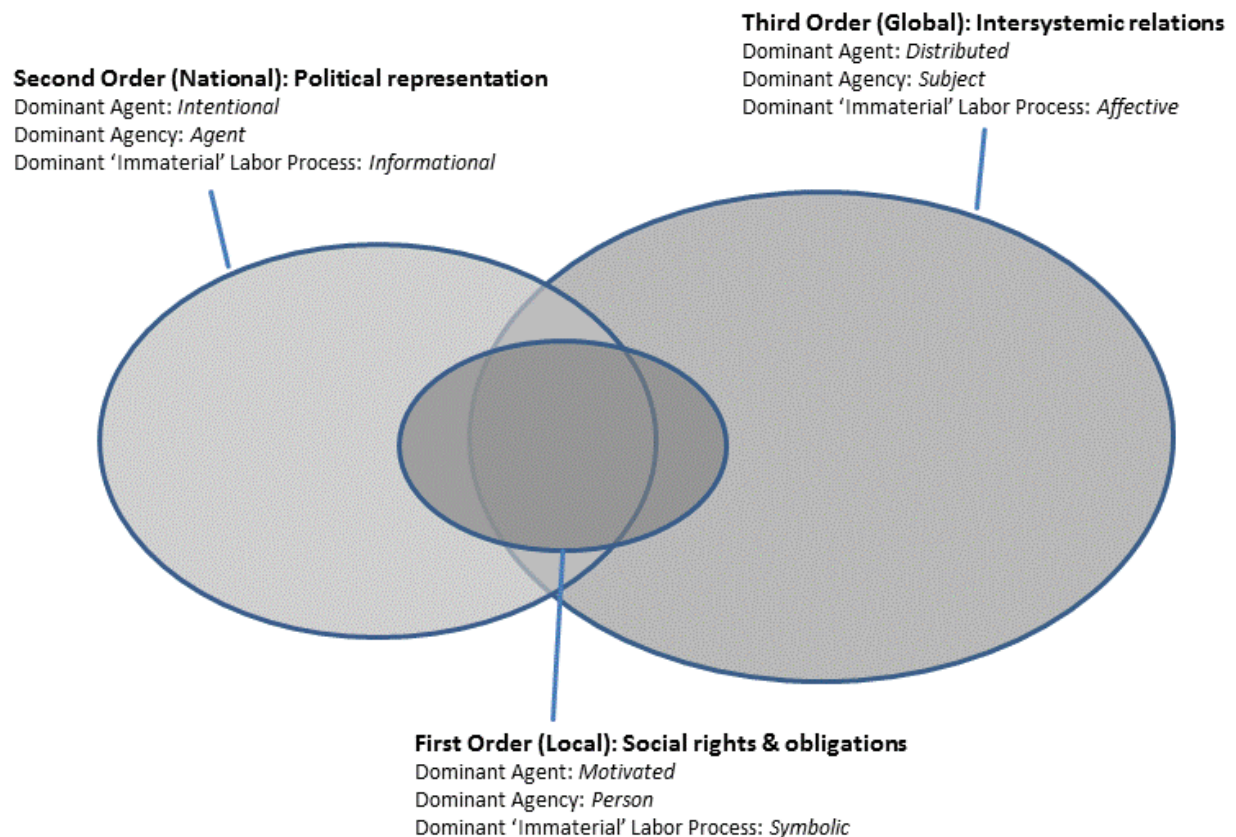 Third Order (Global): Intersystemic relations
Dominant Agent: Distributed
Dominant Agency: Subject
Dominant ‘Immaterial’ Labor Process: Affective
Second Order (National): Political representation
Dominant Agent: Intentional
Dominant Agency: Agent
Dominant ‘Immaterial’ Labor Process: Informational
First Order (Local): Social rights & obligations
Dominant Agent: Motivated
Dominant Agency: Person
Dominant ‘Immaterial’ Labor Process: Symbolic